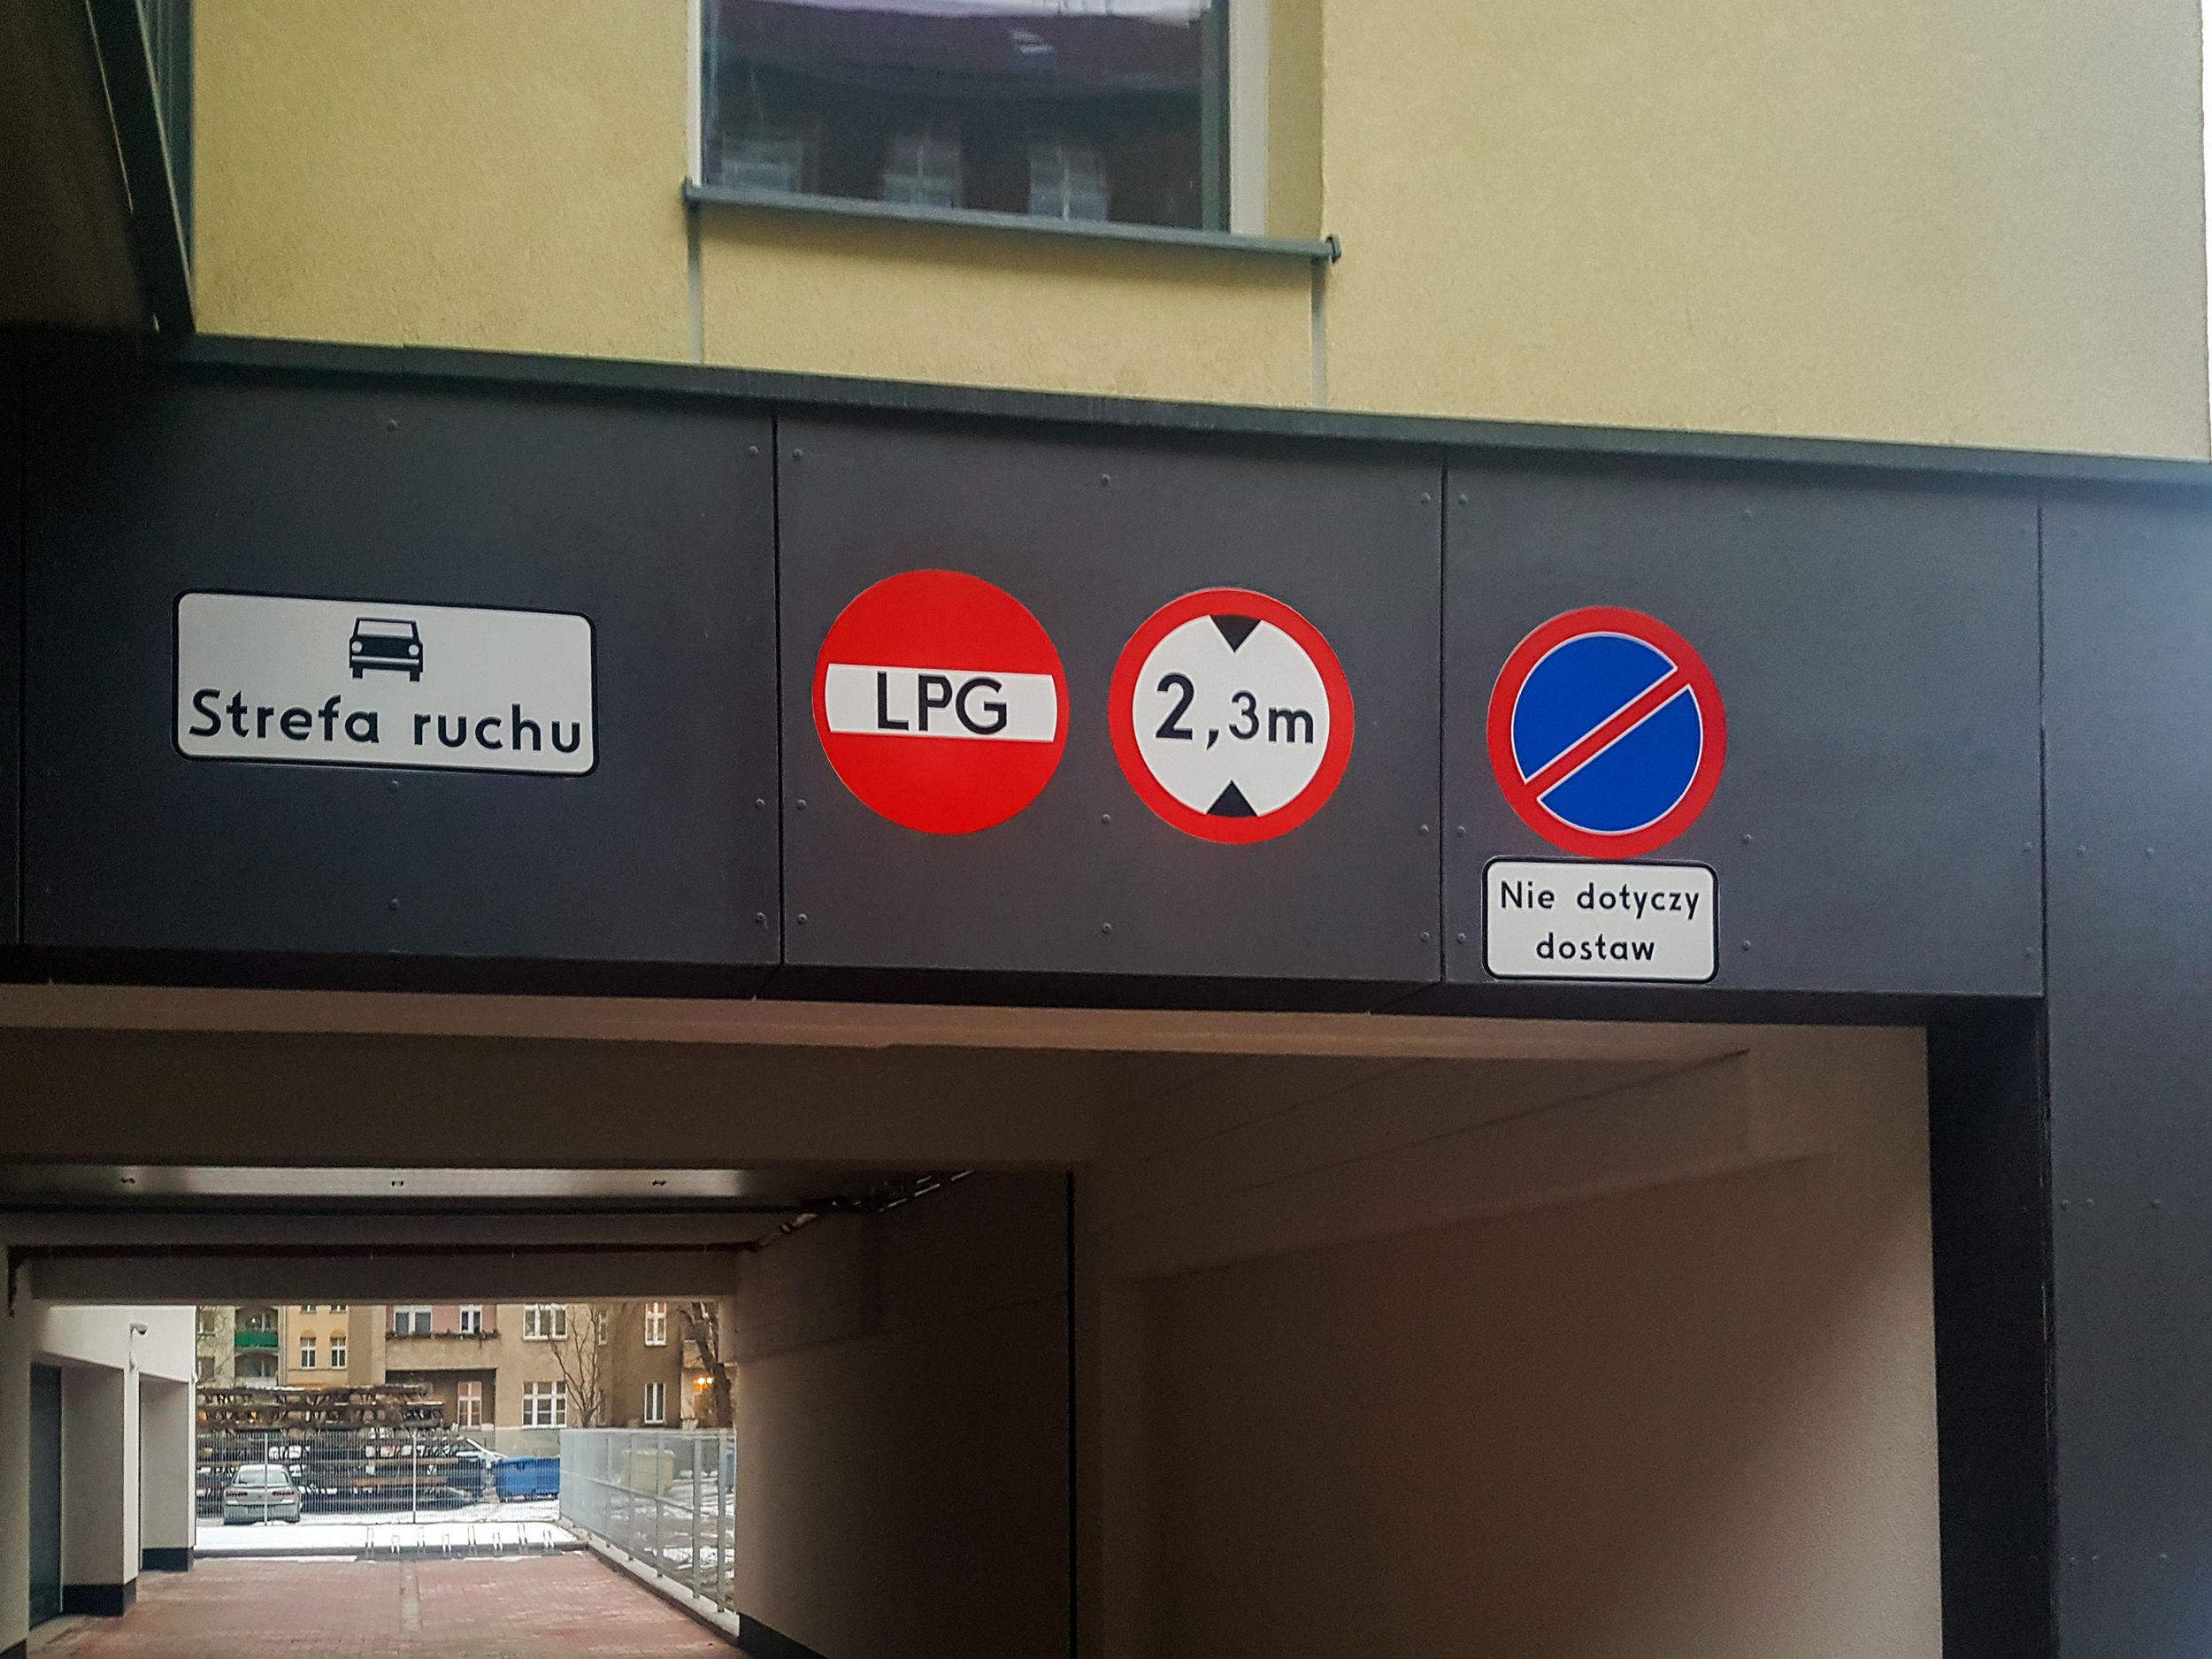 Strefa ruchu
LPG
2,3m
Nie dotyczy
dostaw